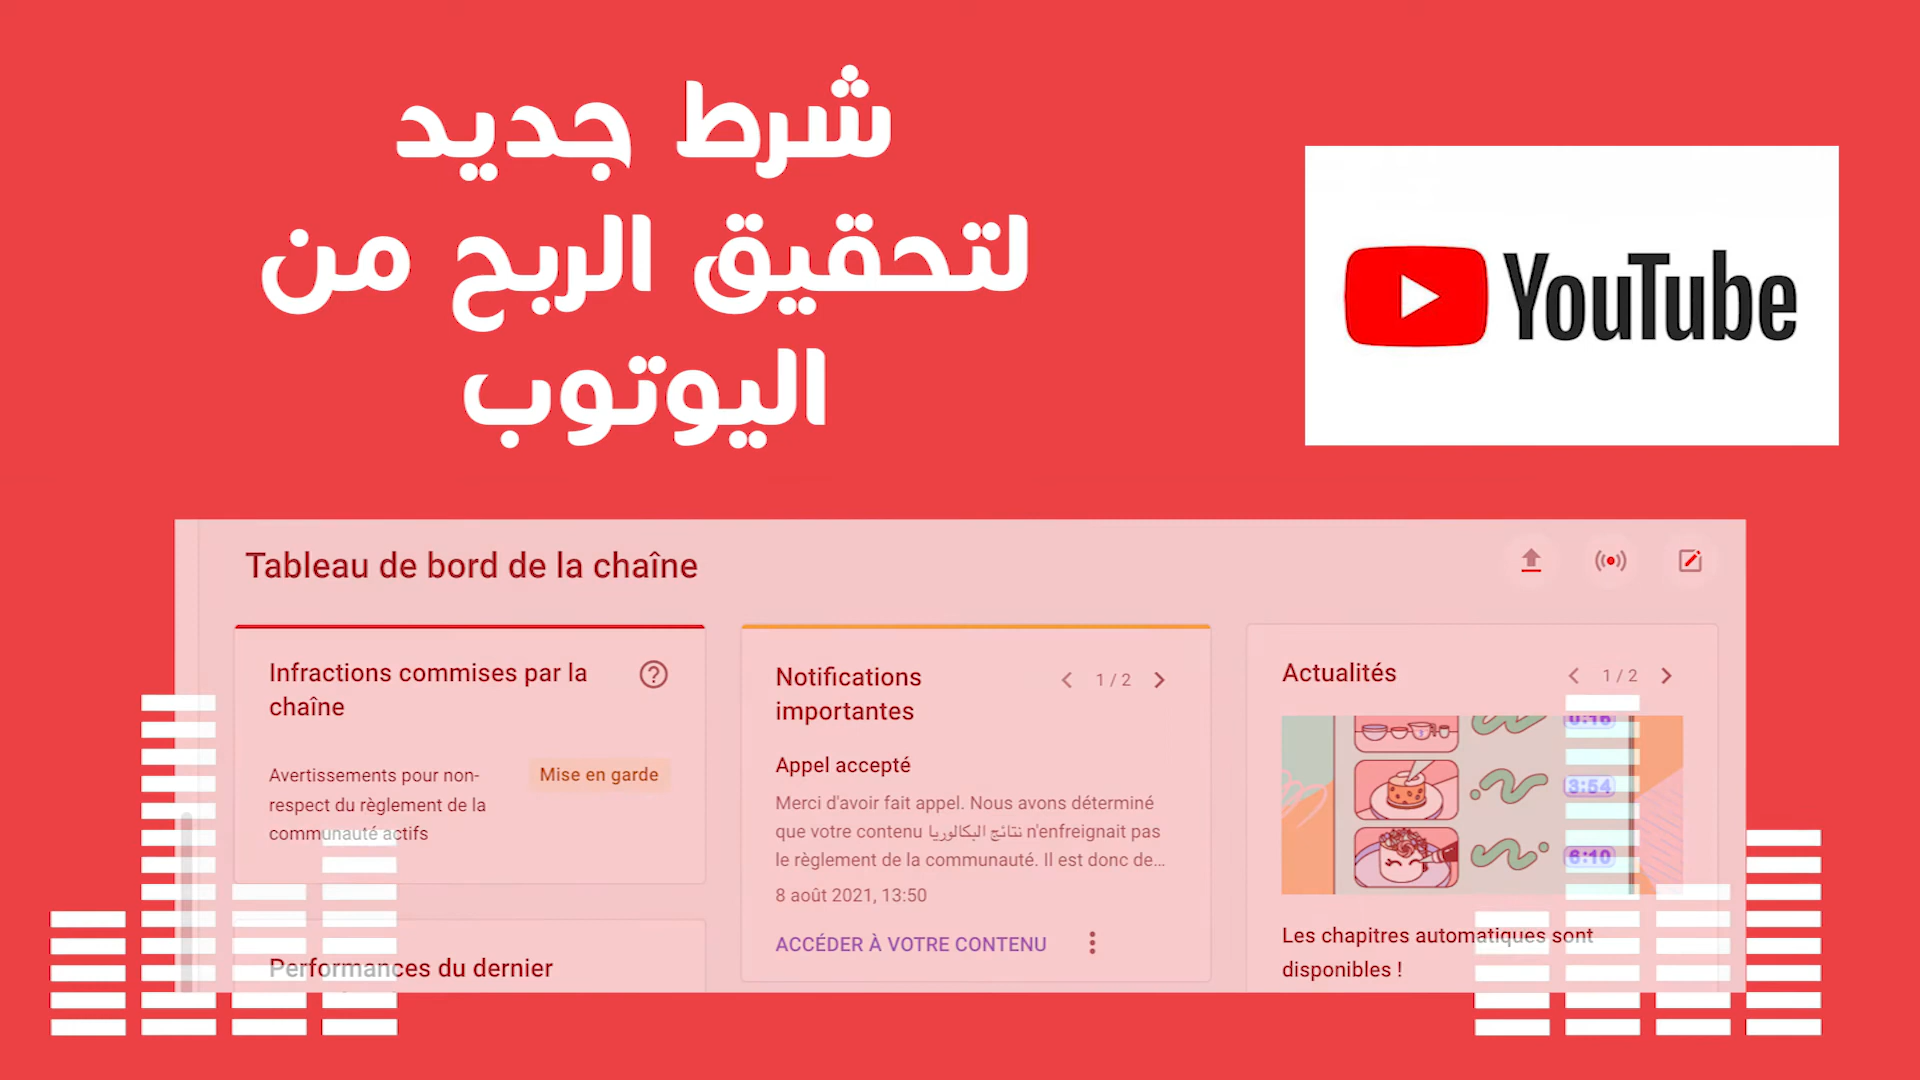 شرط جديد
لتحقيق الربح من
اليوتوب
YouTube
Tableau de bord de la chaîne
Infractions commises par la
chaîne
Avertissements pour non-
respect du règlement de la
communauté actifs
Mise en garde
Performances du dernier
Notifications
importantes
1 / 2
Appel accepté
Merci d'avoir fait appel. Nous avons déterminé
que votre contenu نتائج البكالوريا n'enfreignait pas
le règlement de la communauté. Il est donc de...
8 août 2021, 13:50
ACCÉDER À VOTRE CONTENU
Actualités
1 / 2
0:16
3:54
6:10
Les chapitres automatiques sont
disponibles !